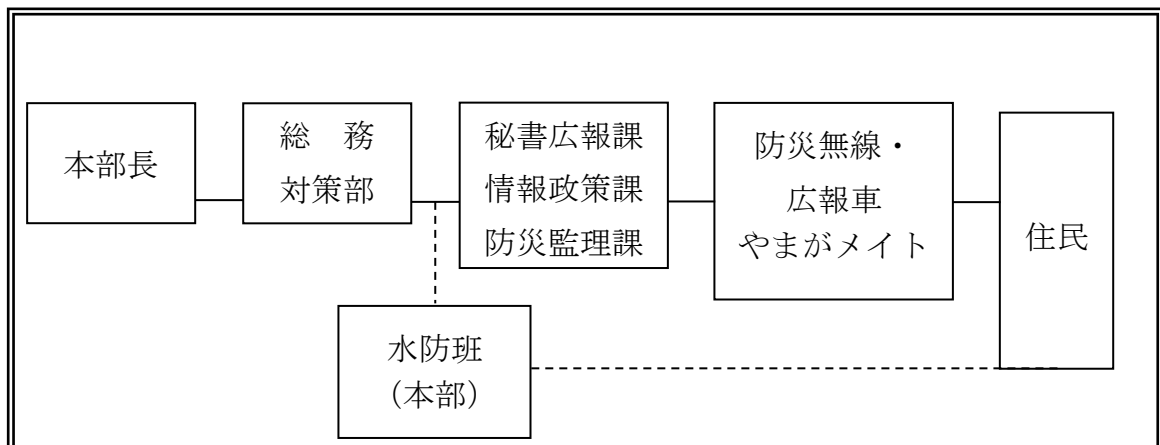 本部長
総　務
対策部
秘書広報課
情報政策課
防災監理課
防災無線・
広報車
やまがメイト
住民
水防班
（本部）